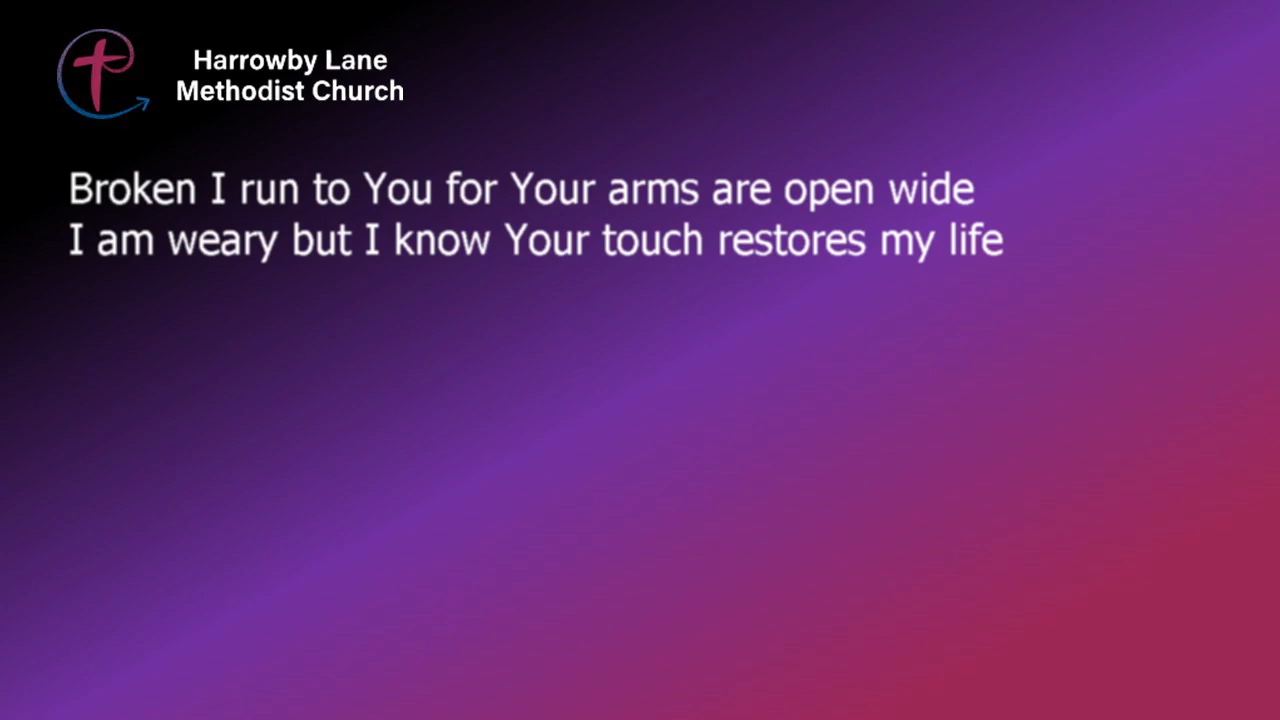 Harrowby Lane
Methodist Church
Broken I run to You for Your arms are open wide
I am weary but I know Your touch restores my life